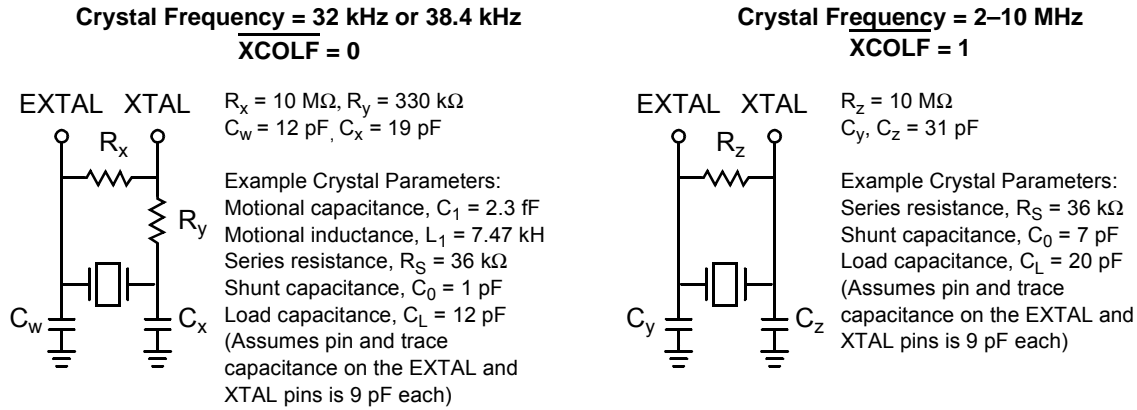 Crystal Frequency = 32 kHz or 38.4 kHz
XCOLF = 0
EXTAL XTAL
Rx
Ry
Cw
Cx
Rx = 10 MΩ, Ry = 330 kΩ
Cw = 12 pF, Cx = 19 pF
Example Crystal Parameters:
Motional capacitance, C1 = 2.3 fF
Motional inductance, L1 = 7.47 kH
Series resistance, RS = 36 kΩ
Shunt capacitance, C0 = 1 pF
Load capacitance, CL = 12 pF
(Assumes pin and trace
capacitance on the EXTAL and
XTAL pins is 9 pF each)
Crystal Frequency = 2–10 MHz
XCOLF = 1
EXTAL XTAL
Rz
Cy
Cz
Rz = 10 MΩ
Cy, Cz = 31 pF
Example Crystal Parameters:
Series resistance, RS = 36 kΩ
Shunt capacitance, C0 = 7 pF
Load capacitance, CL = 20 pF
(Assumes pin and trace
capacitance on the EXTAL and
XTAL pins is 9 pF each)